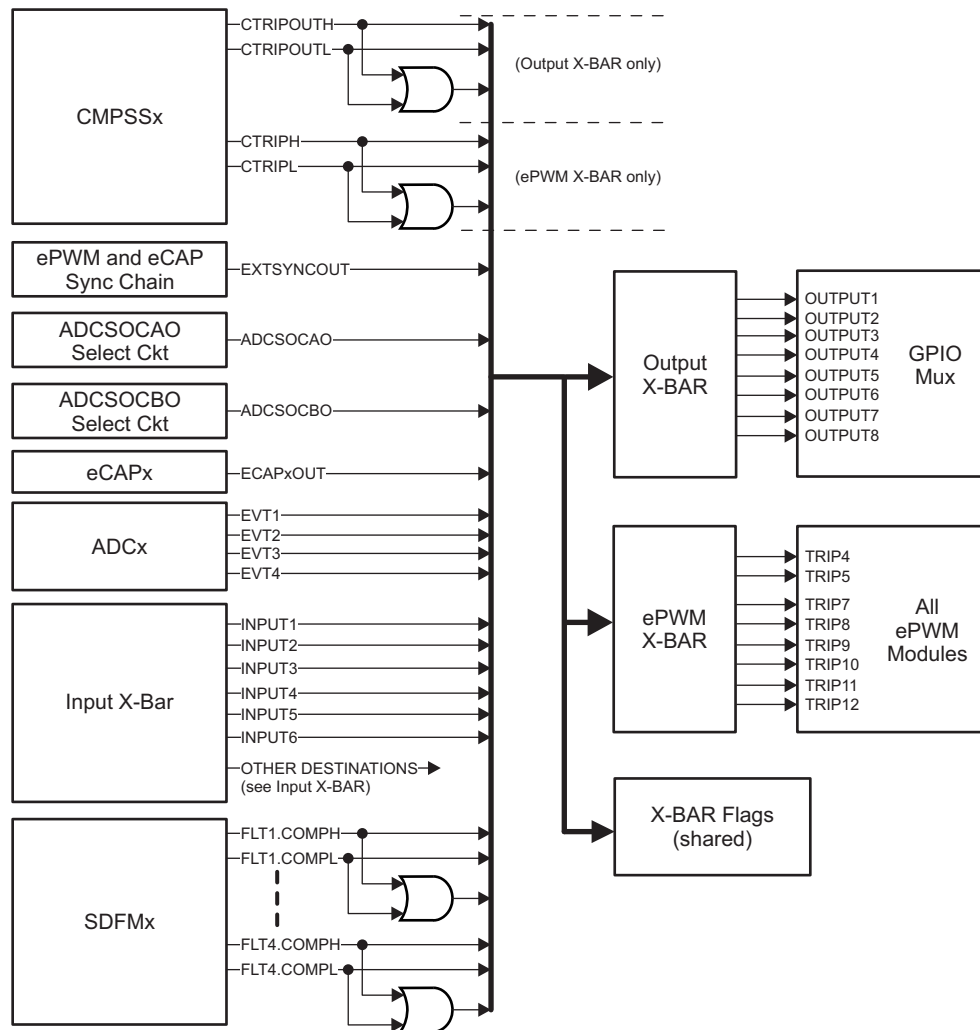 CTRIPOUTH
CTRIPOUTL
(Output X-BAR only)
CMPSSx
CTRIPH
CTRIPL
(ePWM X-BAR only)
ePWM and eCAP
Sync Chain
EXTSYNCOUT
ADCSOCAO
Select Ckt
ADCSOCAO
ADCSOCBO
Select Ckt
ADCSOCBO
eCAPx
ECAPxOUT
ADCx
EVT1
EVT2
EVT3
EVT4
Input X-Bar
INPUT1
INPUT2
INPUT3
INPUT4
INPUT5
INPUT6
OTHER DESTINATIONS
(see Input X-BAR)
SDFMx
FLT1.COMPH
FLT1.COMPL
FLT4.COMPH
FLT4.COMPL
Output
X-BAR
OUTPUT1
OUTPUT2
OUTPUT3
OUTPUT4
OUTPUT5
OUTPUT6
OUTPUT7
OUTPUT8
GPIO
Mux
ePWM
X-BAR
TRIP4
TRIP5
TRIP7
TRIP8
TRIP9
TRIP10
TRIP11
TRIP12
All
ePWM
Modules
X-BAR Flags
(shared)